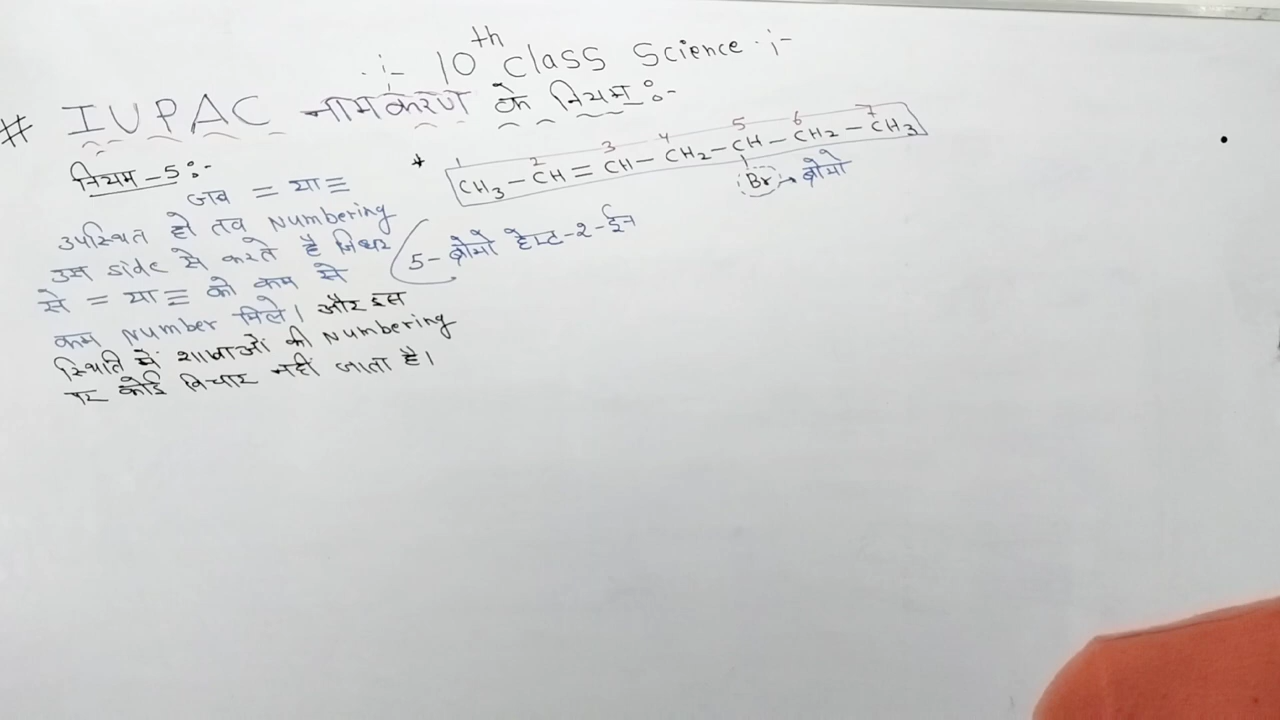 :- 10th class Science :-
# IUPAC नामकरण के नियम :-
नियम - 5 :-
जब = या ≡
उपस्थित हो तब Numbering
उस side से करते है जिधर
से = या ≡ को कम से
कम Number मिले। और इस
स्थिति में शाखाओं की Numbering
पर कोई विचार नहीं जाता है।
* 1 2 3 4 5 6 7
CH3 - CH = CH - CH2 - CH - CH2 - CH3
Br → ब्रोमो
5 - ब्रोमो हेप्ट - 2 - ईन